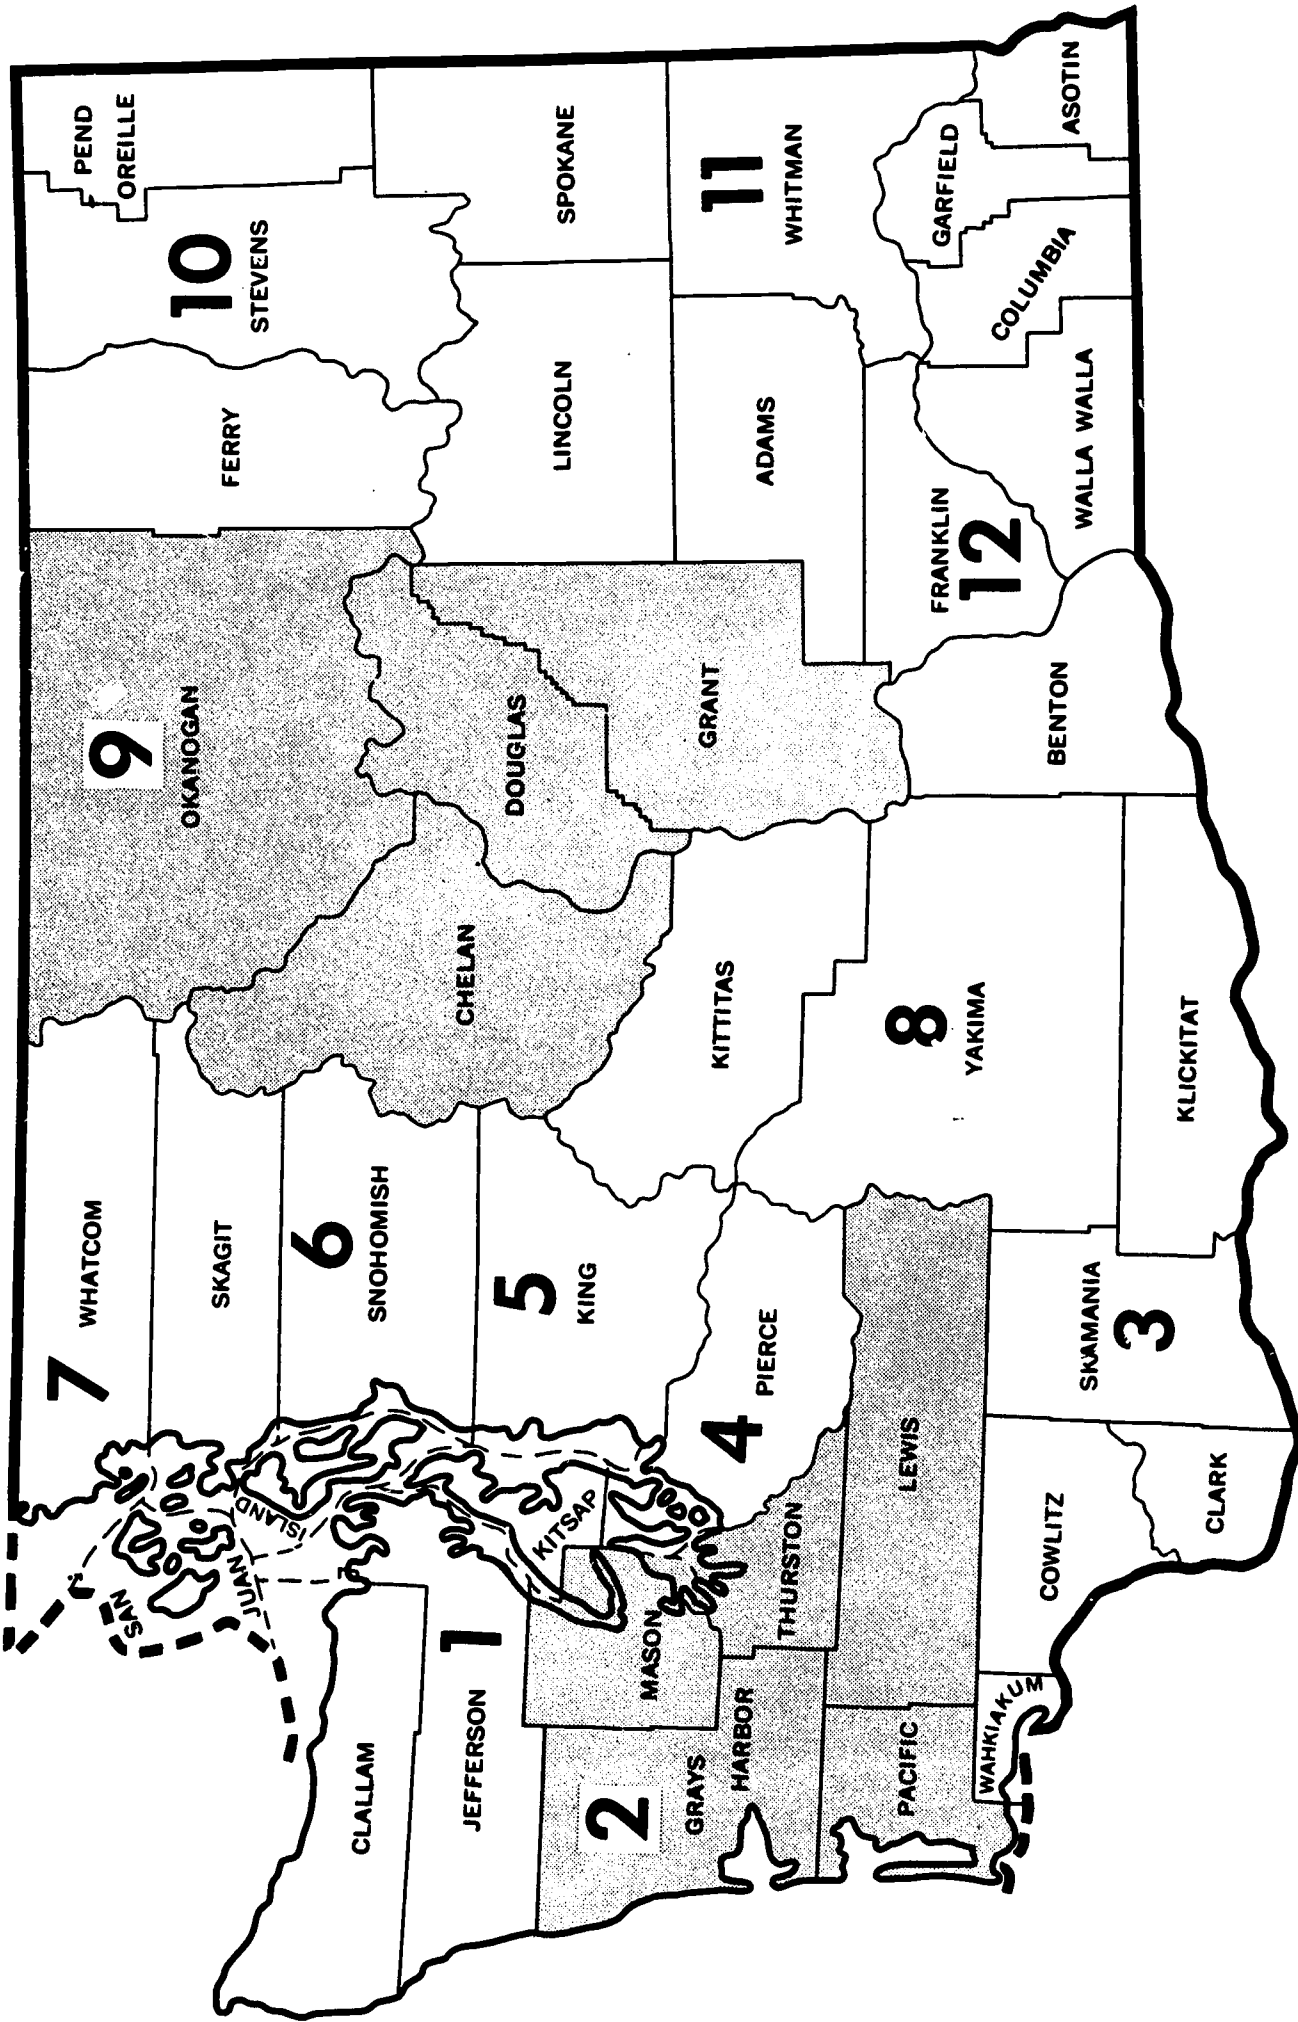 7
WHATCOM
9
OKANOGAN
FERRY
10
STEVENS
PEND
OREILLE
SAN
JUAN
ISLAND
SKAGIT
6
SNOHOMISH
CHELAN
DOUGLAS
LINCOLN
SPOKANE
CLALLAM
1
JEFFERSON
KITSAP
5
KING
KITTITAS
GRANT
ADAMS
11
WHITMAN
2
GRAYS
HARBOR
MASON
THURSTON
4
PIERCE
8
YAKIMA
FRANKLIN
12
BENTON
WALLA WALLA
COLUMBIA
GARFIELD
ASOTIN
PACIFIC
LEWIS
WAHKIAKUM
COWLITZ
CLARK
SKAMANIA
3
KLICKITAT